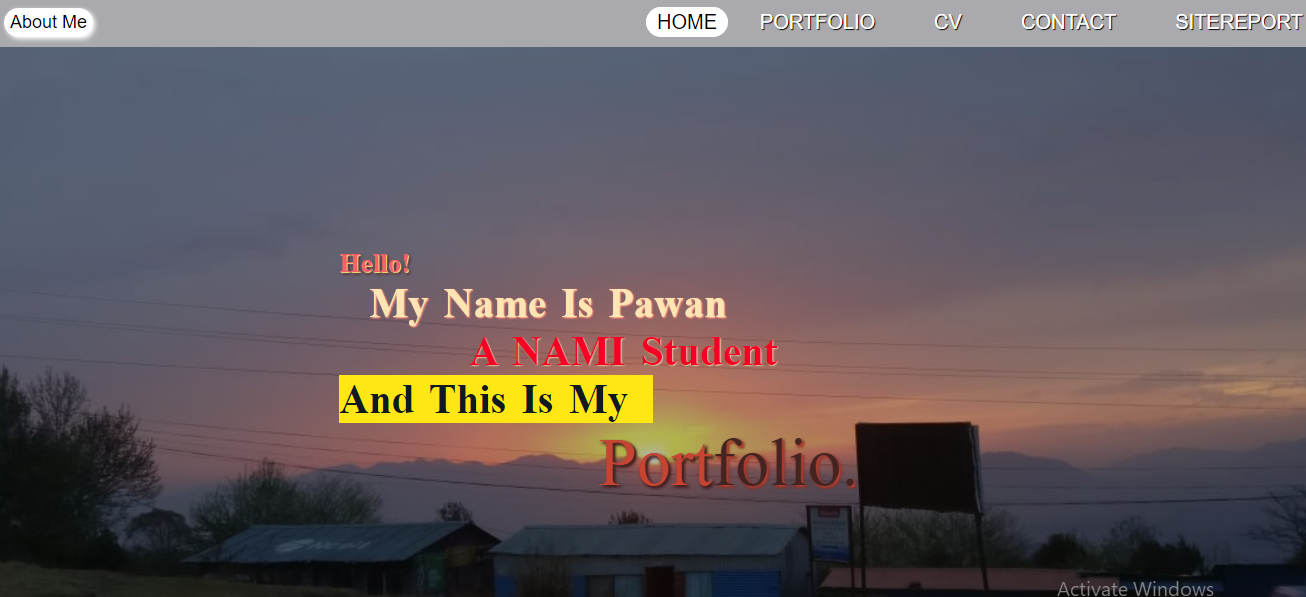 About Me
HOME PORTFOLIO CV CONTACT SITEREPORT
Hello!
My Name Is Pawan
A NAMI Student
And This Is My
Portfolio.
Activate Windows